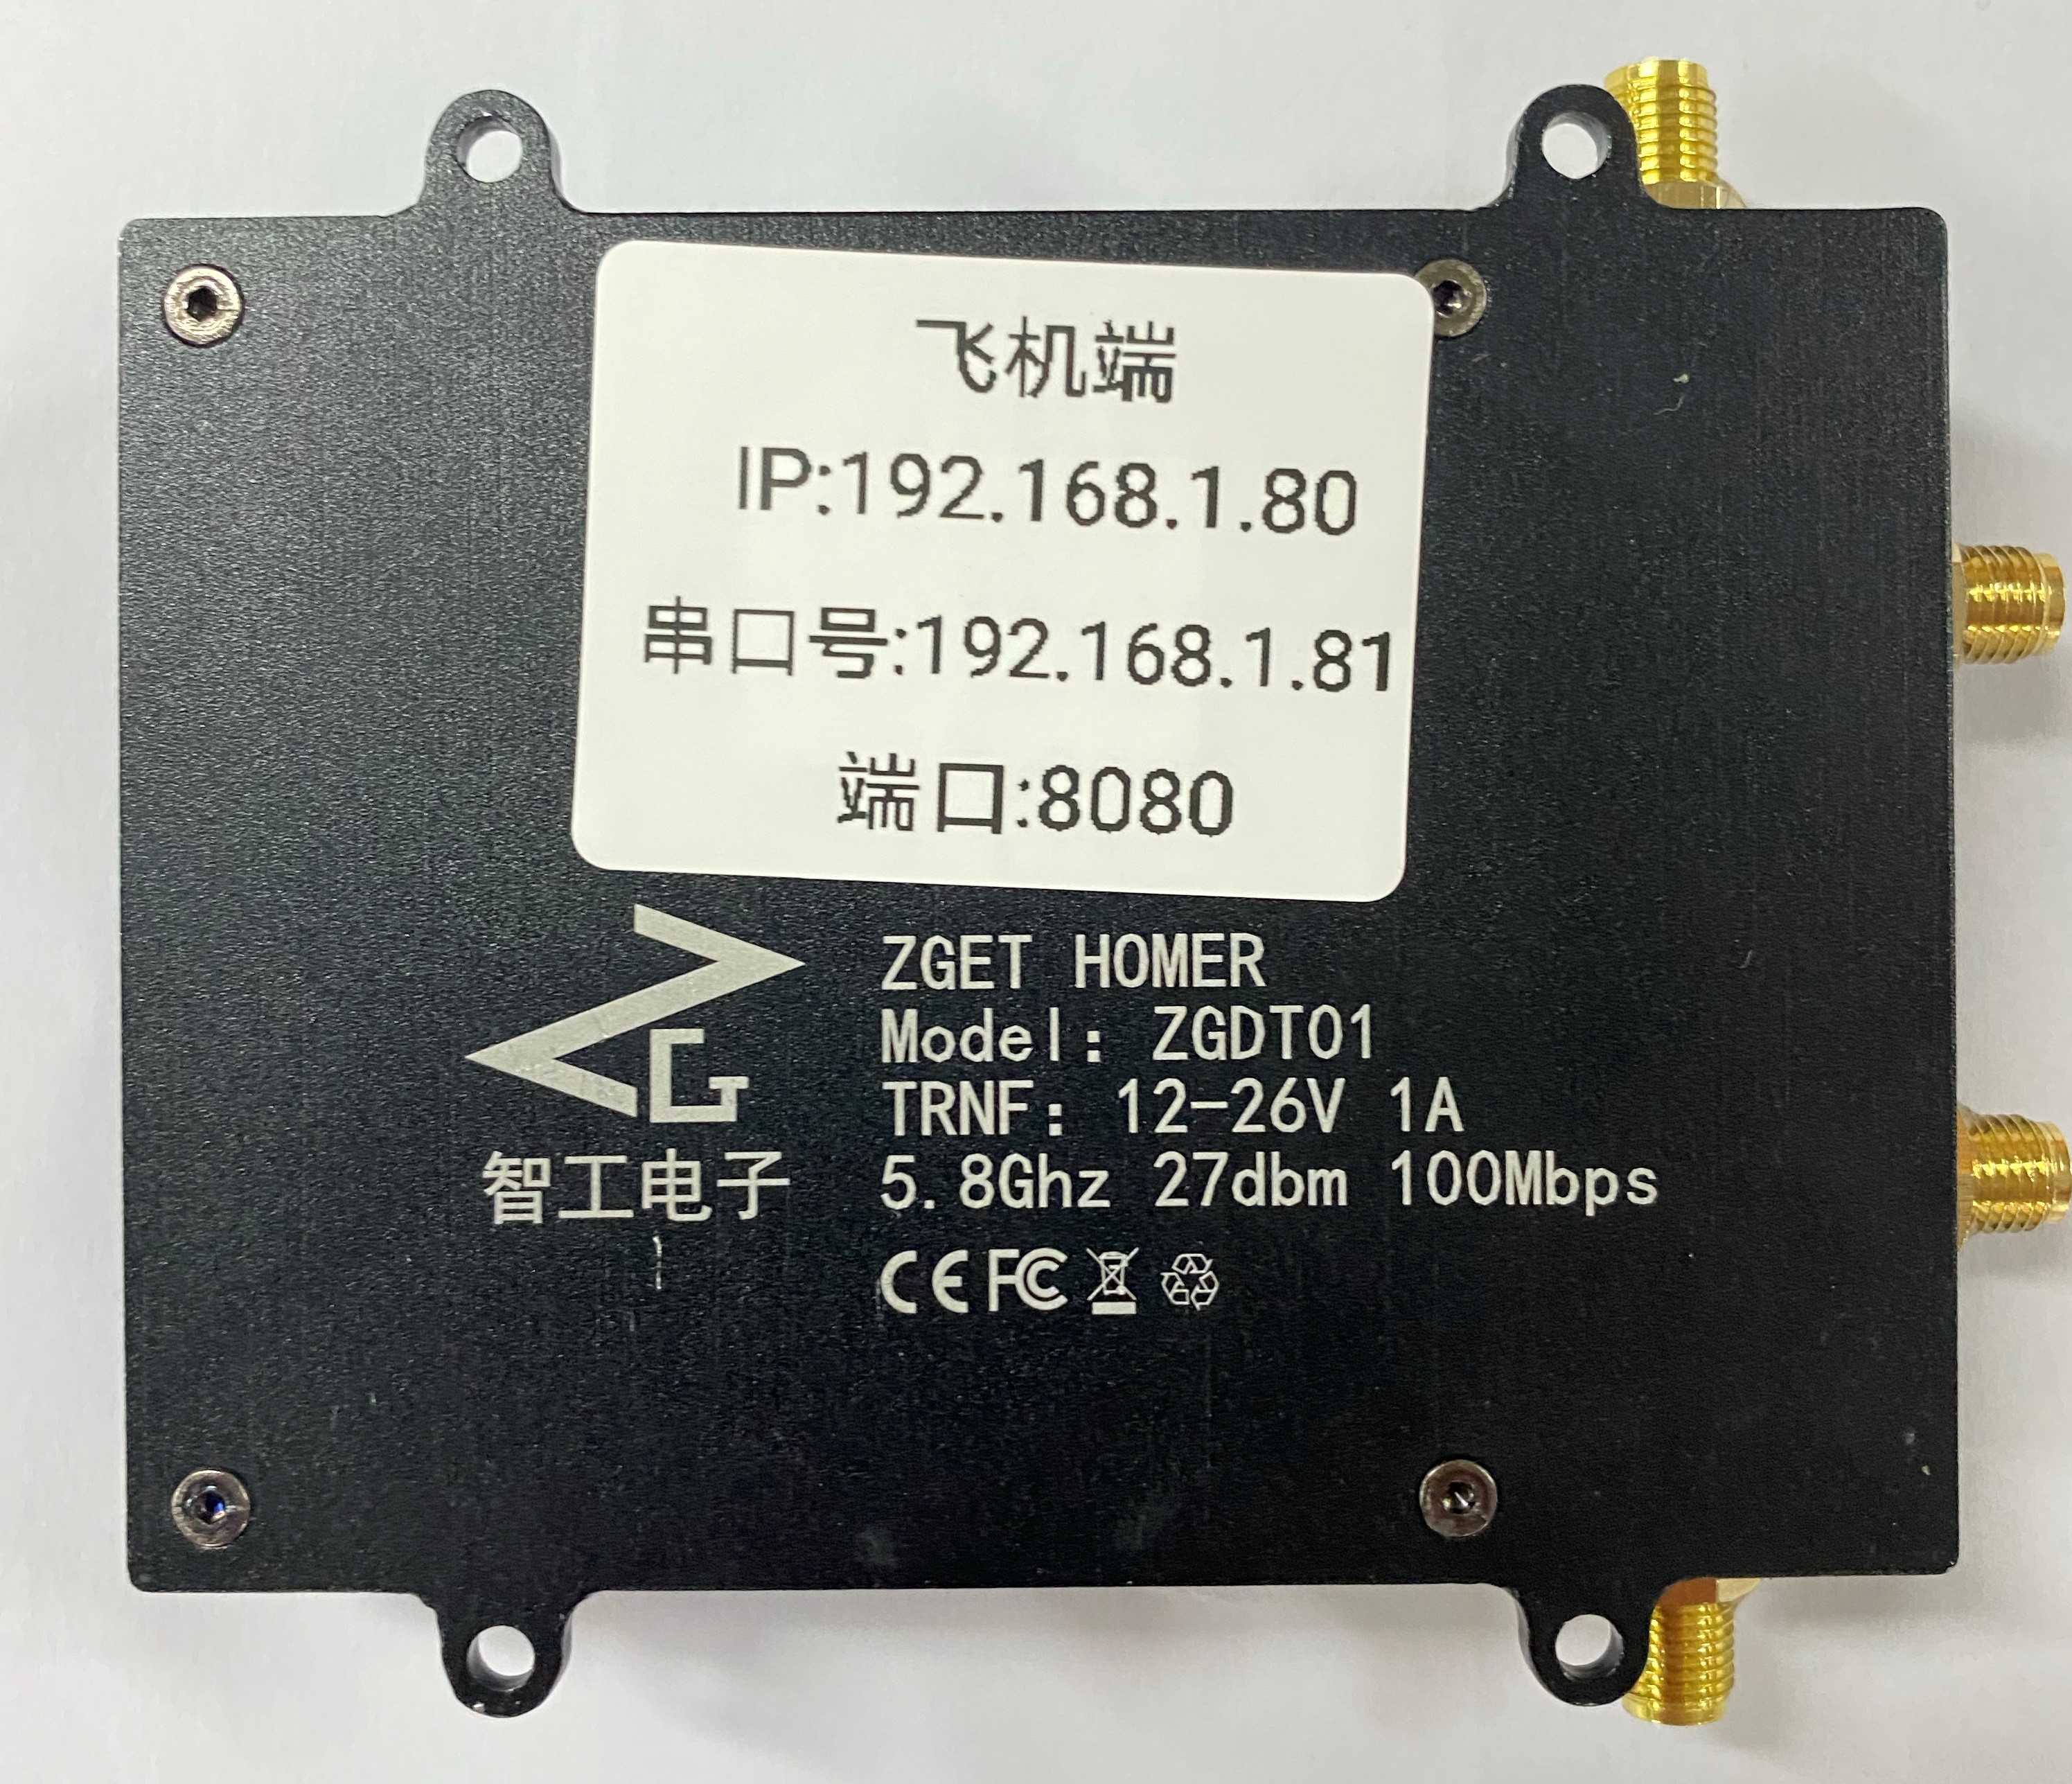 飞机端
IP:192.168.1.80
串口号:192.168.1.81
端口:8080
ZG
智工电子
ZGET HOMER
Model: ZGDT01
TRNF: 12-26V 1A
5.8Ghz 27dbm 100Mbps
CE FC